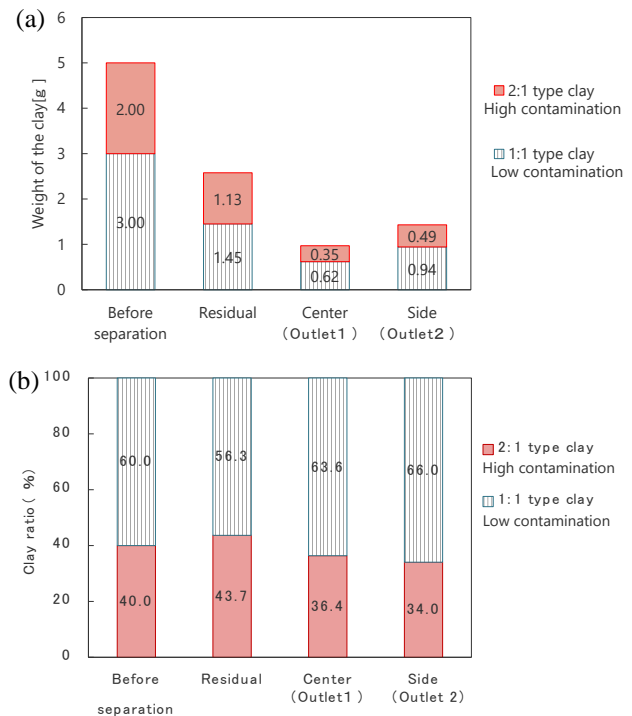 (a)
Weight of the clay[g ]
6
5
4
3
2
1
0
2.00
3.00
1.13
1.45
0.35
0.62
0.49
0.94
Before
separation
Residual
Center
(Outlet1)
Side
(Outlet2)
2:1 type clay
High contamination
1:1 type clay
Low contamination
(b)
Clay ratio ( %)
100
80
60
40
20
0
60.0
40.0
56.3
43.7
63.6
36.4
66.0
34.0
Before
separation
Residual
Center
(Outlet1)
Side
(Outlet 2)
2:1 type clay
High contamination
1:1 type clay
Low contamination